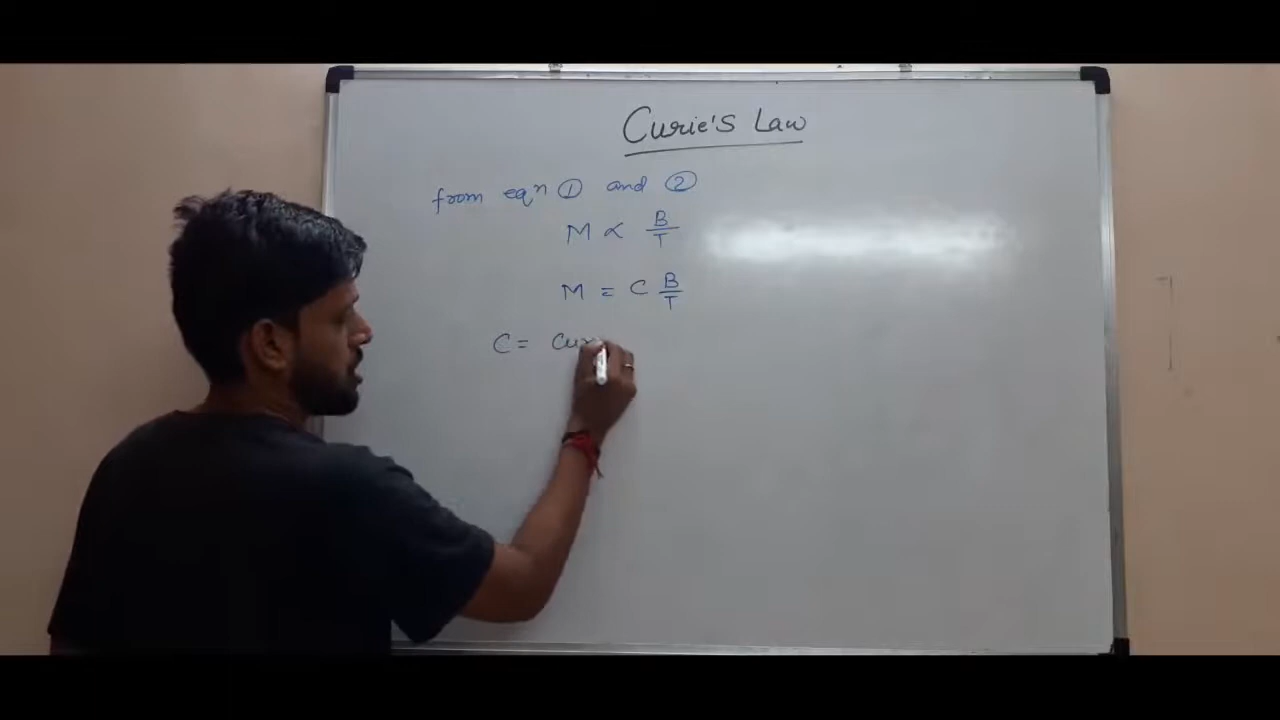 Curie's Law
from eqn ① and ②
M ∝ B/T
M = C B/T
C = Cur